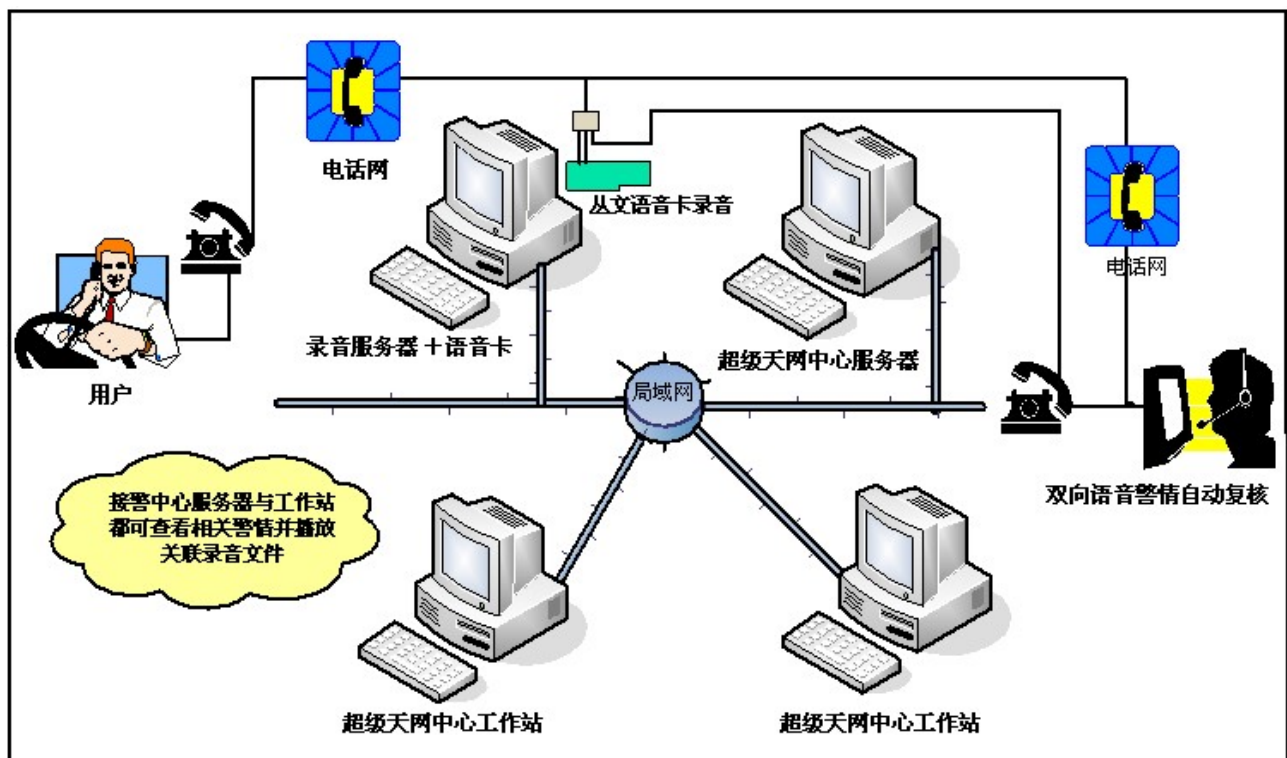 电话网
丛文语音卡录音
电话网
录音服务器＋语音卡
超级天网中心服务器
用户
局域网
双向语音警情自动复核
接警中心服务器与工作站
都可查看相关警情并播放
关联录音文件
超级天网中心工作站
超级天网中心工作站